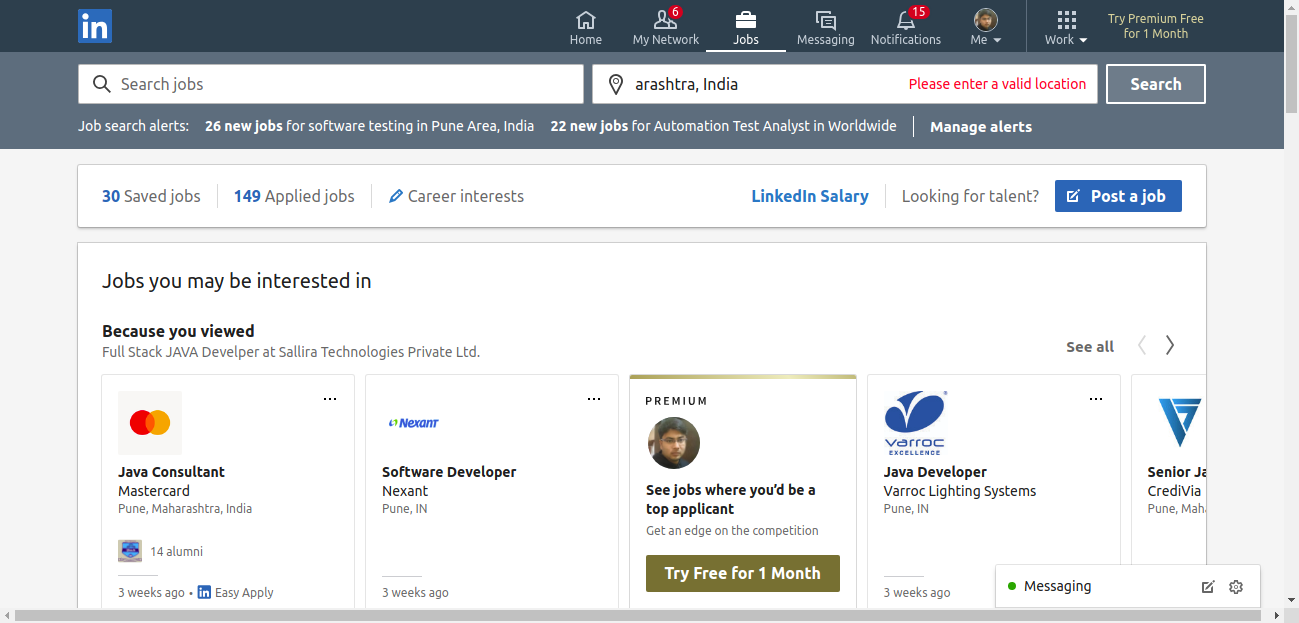 in
Home
My Network
6
Jobs
Messaging
Notifications
15
Me
Work
Try Premium Free
for 1 Month
Search jobs
arashtra, India
Please enter a valid location
Search
Job search alerts: 26 new jobs for software testing in Pune Area, India 22 new jobs for Automation Test Analyst in Worldwide Manage alerts
30 Saved jobs 149 Applied jobs Career interests LinkedIn Salary Looking for talent? Post a job
Jobs you may be interested in
Because you viewed
Full Stack JAVA Develper at Sallira Technologies Private Ltd.
See all
Java Consultant
Mastercard
Pune, Maharashtra, India
14 alumni
3 weeks ago • in Easy Apply
Nexant
Software Developer
Nexant
Pune, IN
3 weeks ago
PREMIUM
See jobs where you’d be a
top applicant
Get an edge on the competition
Try Free for 1 Month
varroc
EXCELLENCE
Java Developer
Varroc Lighting Systems
Pune, IN
3 weeks ago
Senior Ja
CrediVia
Pune, Maha
Messaging